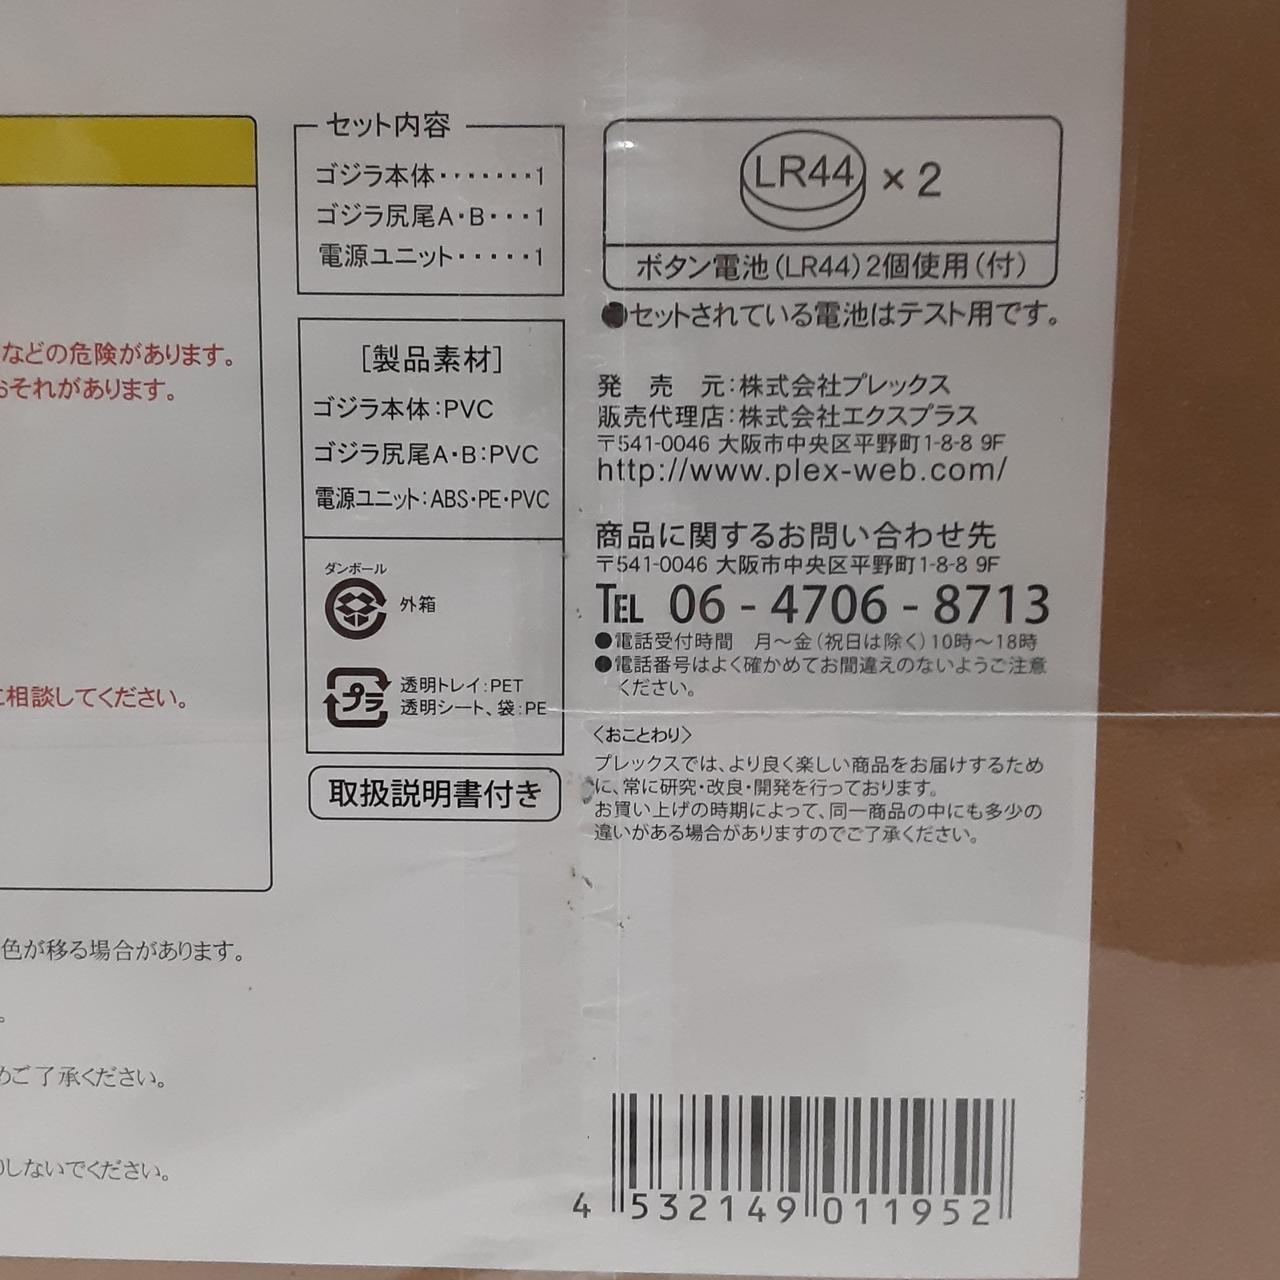 などの危険があります。
おそれがあります。
相談してください。
色が移る場合があります。
。
ご了承ください。
しないでください。
セット内容
ゴジラ本体・・・・・・・1
ゴジラ尻尾A・B・・・1
電源ユニット・・・・・1
[製品素材]
ゴジラ本体:PVC
ゴジラ尻尾A・B:PVC
電源ユニット:ABS・PE・PVC
ダンボール
外箱
プラ
透明トレイ:PET
透明シート、袋:PE
取扱説明書付き
LR44 × 2
ボタン電池(LR44)2個使用(付)
●セットされている電池はテスト用です。
発 売 元:株式会社プレックス
販売代理店:株式会社エクスプラス
〒541-0046 大阪市中央区平野町1-8-8 9F
http://www.plex-web.com/
商品に関するお問い合わせ先
〒541-0046 大阪市中央区平野町1-8-8 9F
TEL 06-4706-8713
●電話受付時間 月～金(祝日は除く)10時～18時
●電話番号はよく確かめてお間違えのないようご注意
ください。
〈おことわり〉
プレックスでは、より良く楽しい商品をお届けするため
に、常に研究・改良・開発を行っております。
お買い上げの時期によって、同一商品の中にも多少の
違いがある場合がありますのでご了承ください。
4 532149 011952